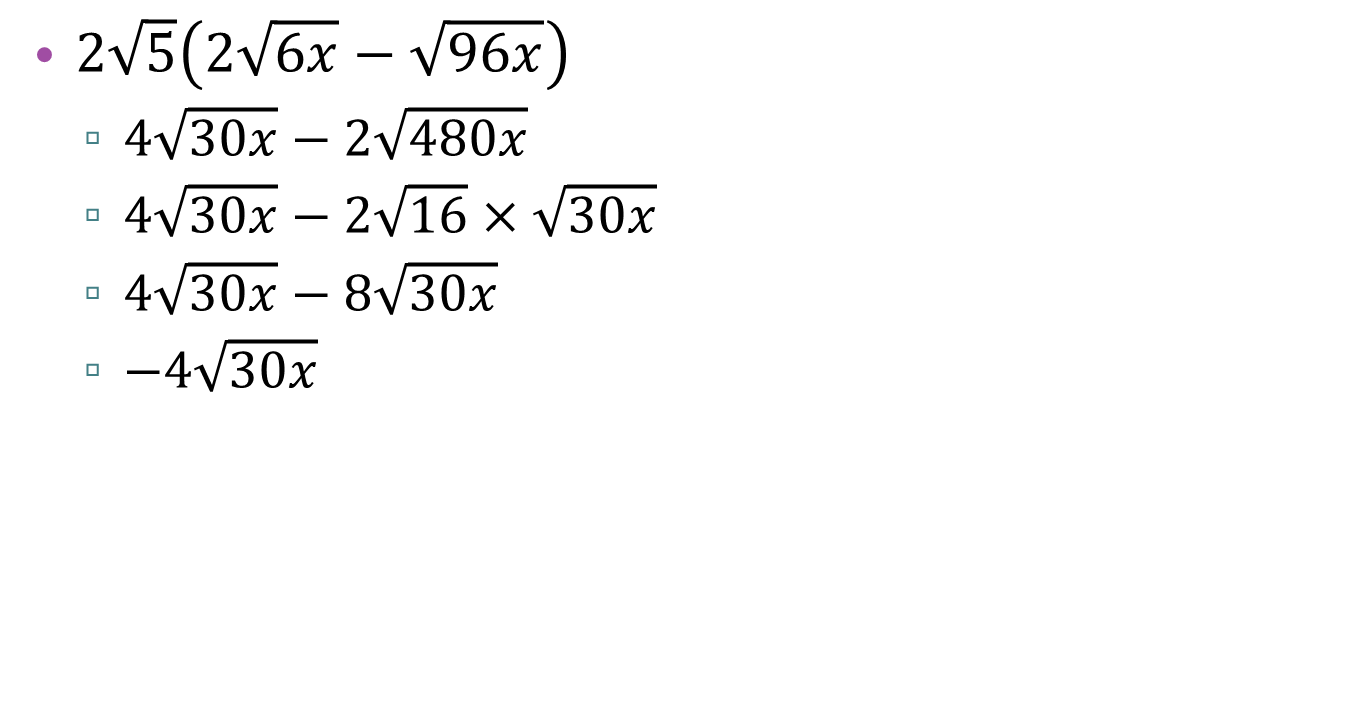 • 2√5(2√6x − √96x)
▫ 4√30x − 2√480x
▫ 4√30x − 2√16 × √30x
▫ 4√30x − 8√30x
▫ −4√30x